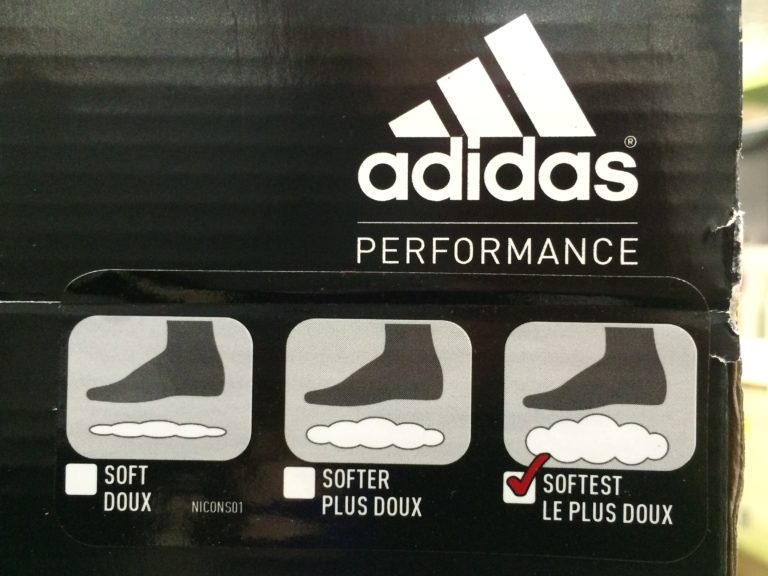 adidas®
PERFORMANCE
SOFT
DOUX
NICONS01
SOFTER
PLUS DOUX
SOFTEST
LE PLUS DOUX